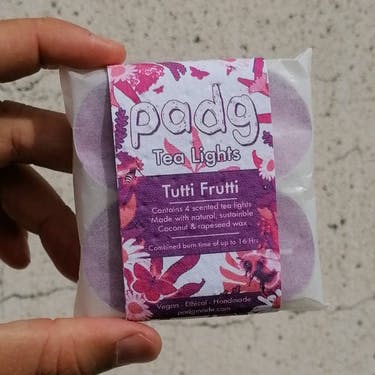 padg
Tea Lights
Tutti Frutti
Contains 4 scented tea lights
Made with natural, sustainible
Coconut & rapeseed wax
Combined burn time of up to 16 Hrs
Vegan - Ethical - Handmade
padgmade.com